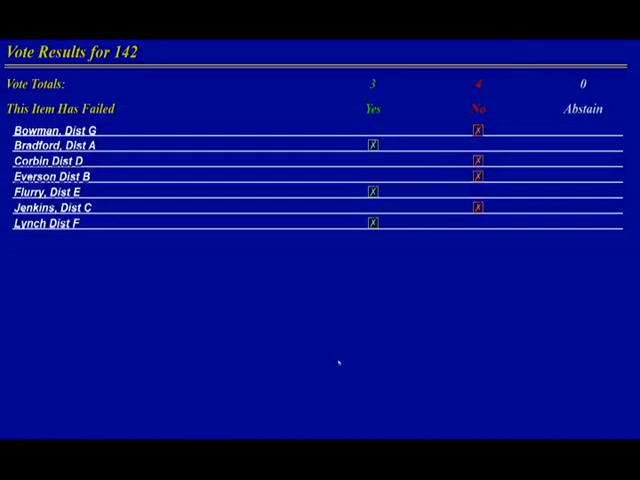 Vote Results for 142
Vote Totals: 3 4 0
This Item Has Failed Yes No Abstain
Bowman, Dist G
Bradford, Dist A
Corbin Dist D
Everson Dist B
Flurry, Dist E
Jenkins, Dist C
Lynch Dist F